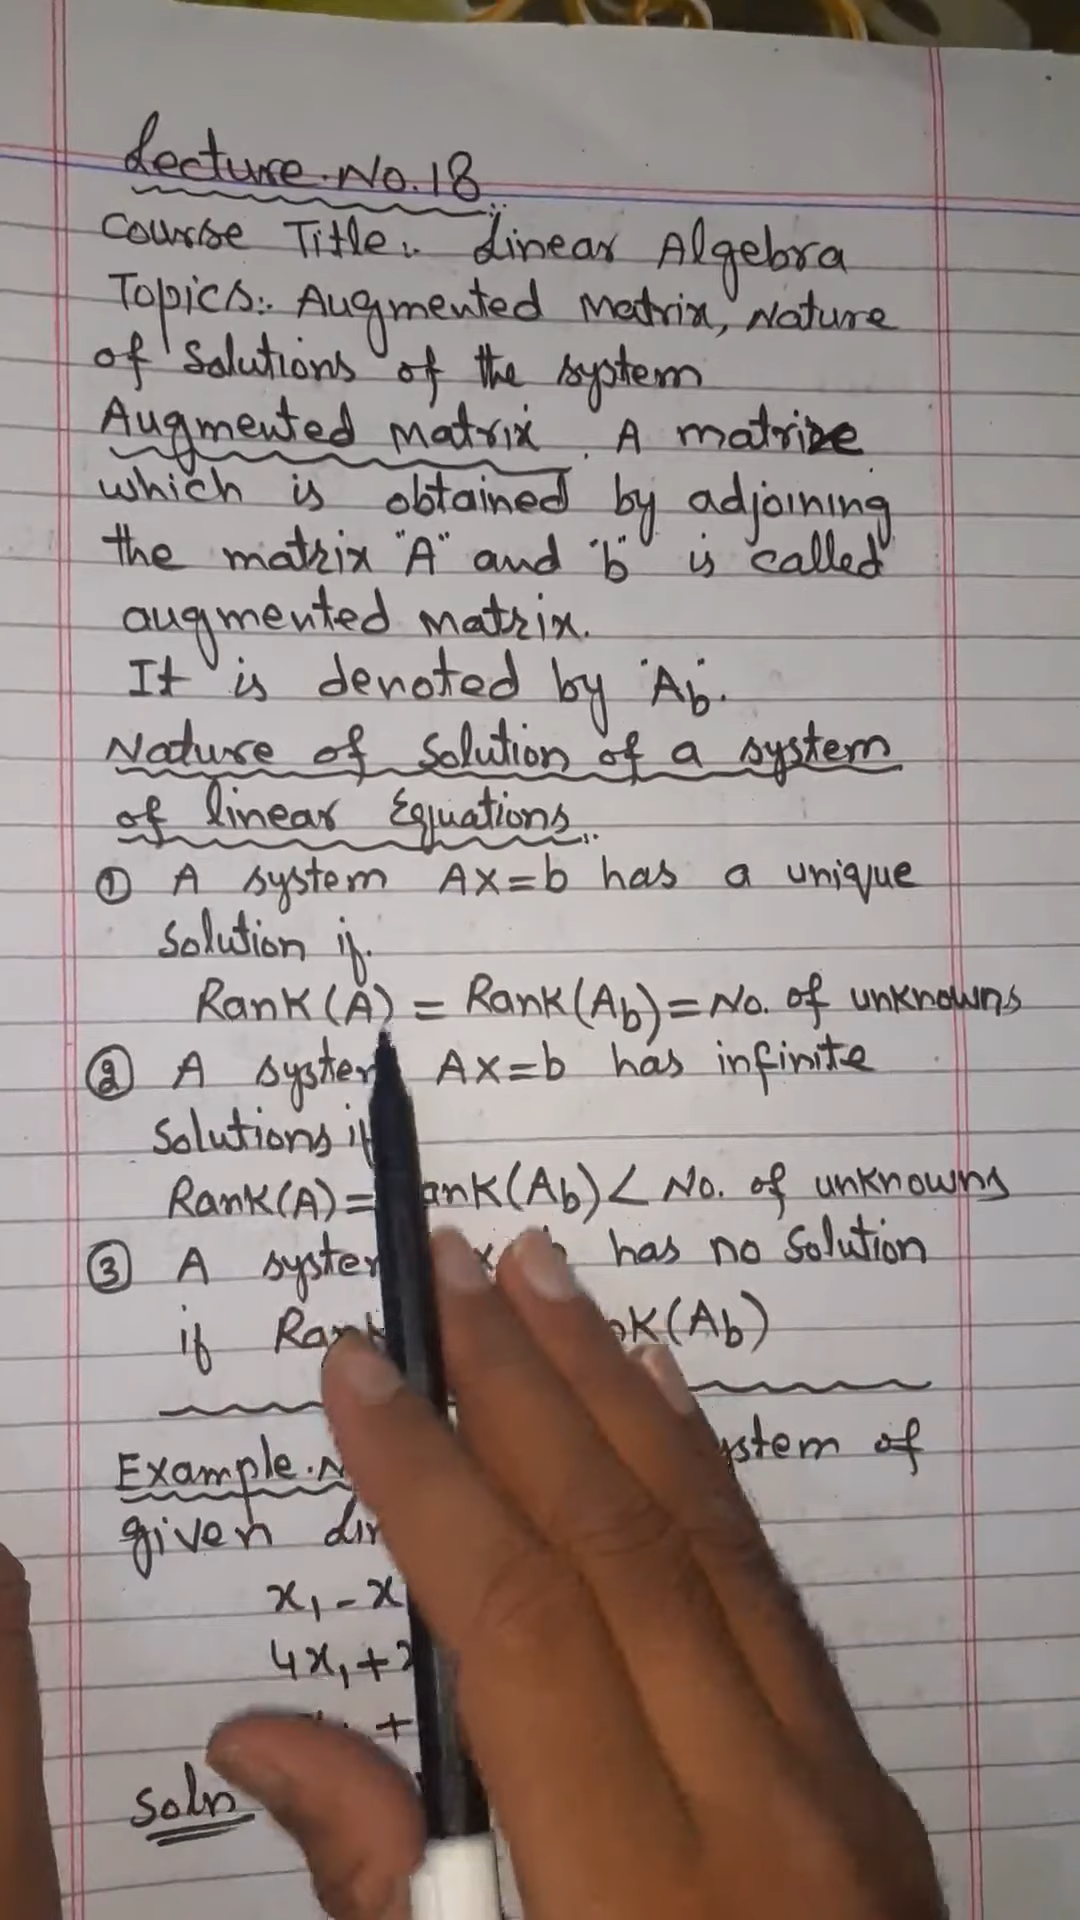 Lecture.No.18
Course Title:. Linear Algebra
Topics:. Augmented Matrix, Nature
of Solutions of the system
Augmented Matrix. A matrix
which is obtained by adjoining
the matrix "A" and "b" is called
augmented matrix.
It is denoted by "Ab".
Nature of Solution of a system
of linear Equations:.
① A system AX=b has a unique
Solution if.
Rank(A) = Rank(Ab) = No. of unknowns
② A system AX=b has infinite
Solutions if
Rank(A) = Rank(Ab) < No. of unknowns
③ A system has no Solution
if Rank (Ab)
Example. system of
given
x₁ - x
4x₁ +
+
Soln